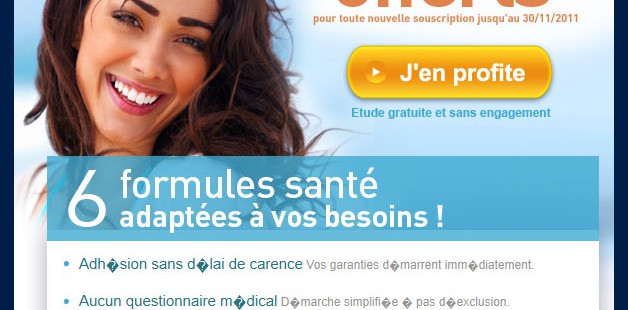 pour toute nouvelle souscription jusqu'au 30/11/2011
J'en profite
Etude gratuite et sans engagement
6 formules santé
adaptées à vos besoins !
Adh�sion sans d�lai de carence Vos garanties d�marrent imm�diatement.
Aucun questionnaire m�dical D�marche simplifi�e � pas d�exclusion.